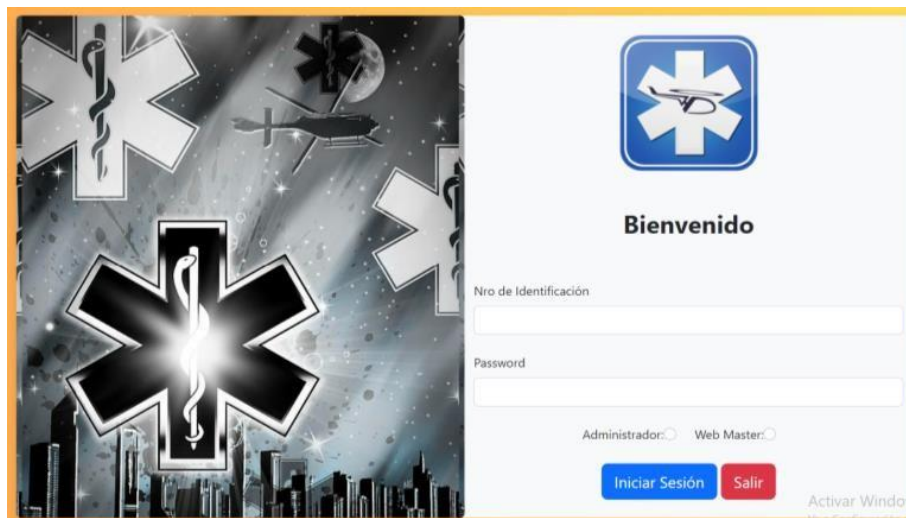 Bienvenido
Nro de Identificación
Password
Administrador: Web Master:
Iniciar Sesión Salir
Activar Windo